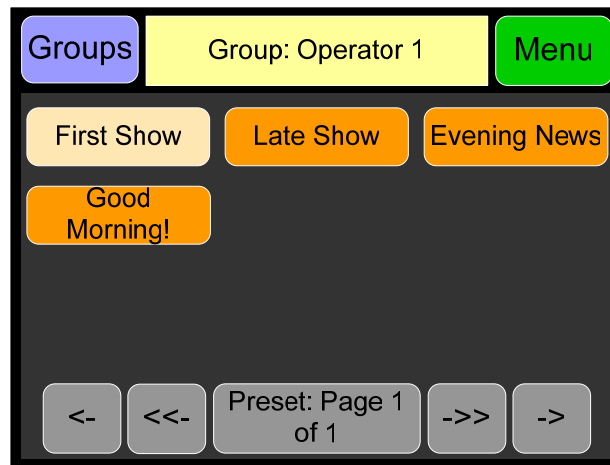 Groups
Group: Operator 1
Menu
First Show
Late Show
Evening News
Good
Morning!
<-
<<-
Preset: Page 1
of 1
->>
->